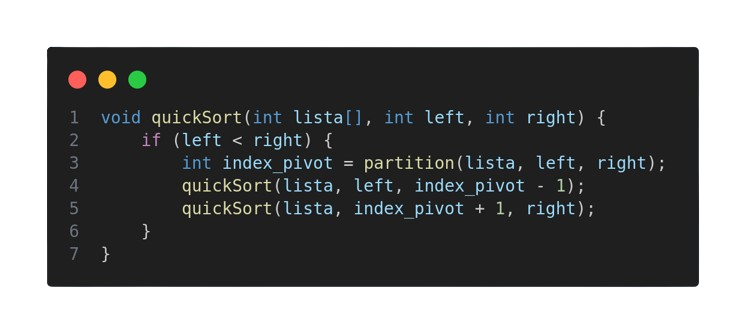 1 void quickSort(int lista[], int left, int right) {
2     if (left < right) {
3         int index_pivot = partition(lista, left, right);
4         quickSort(lista, left, index_pivot - 1);
5         quickSort(lista, index_pivot + 1, right);
6     }
7 }